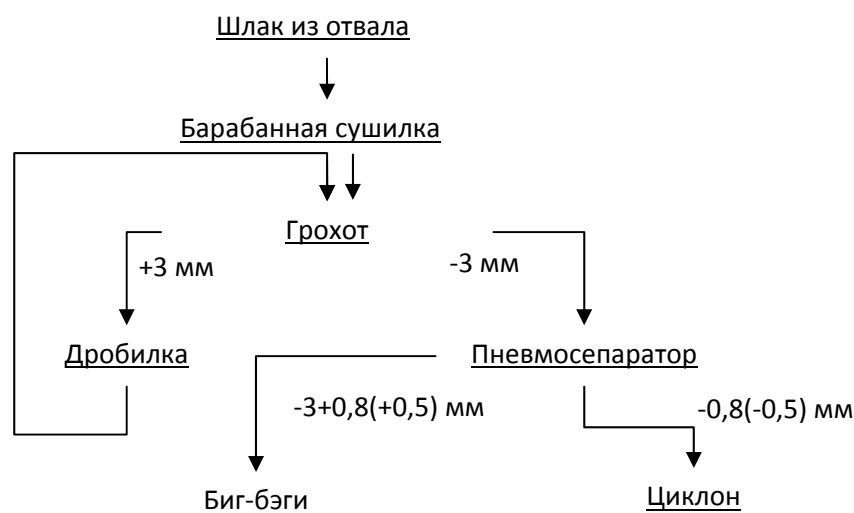 Шлак из отвала
Барабанная сушилка
Грохот
+3 мм
-3 мм
Дробилка
Пневмосепаратор
-3+0,8(+0,5) мм
-0,8(-0,5) мм
Биг-бэги
Циклон